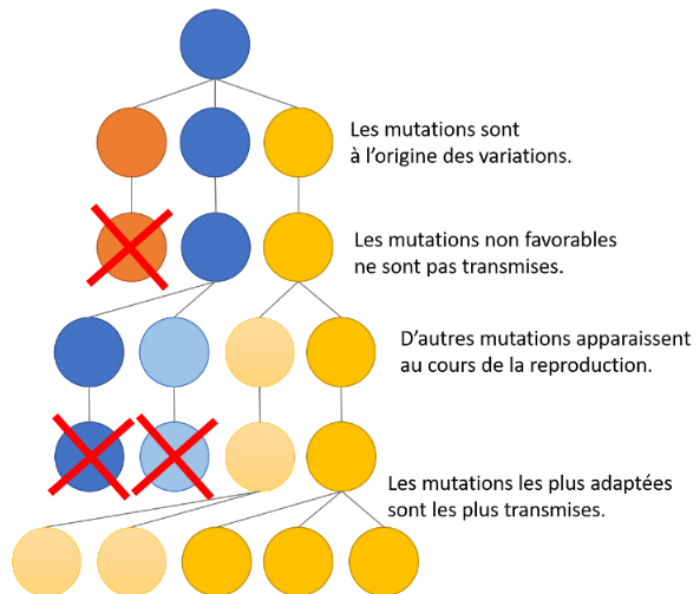 Les mutations sont
à l'origine des variations.
Les mutations non favorables
ne sont pas transmises.
D'autres mutations apparaissent
au cours de la reproduction.
Les mutations les plus adaptées
sont les plus transmises.